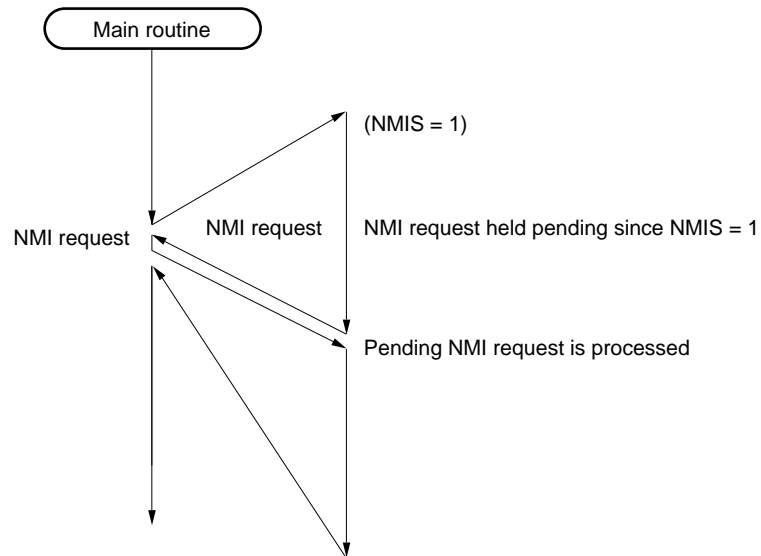 Main routine
(NMIS = 1)
NMI request
NMI request
NMI request held pending since NMIS = 1
Pending NMI request is processed